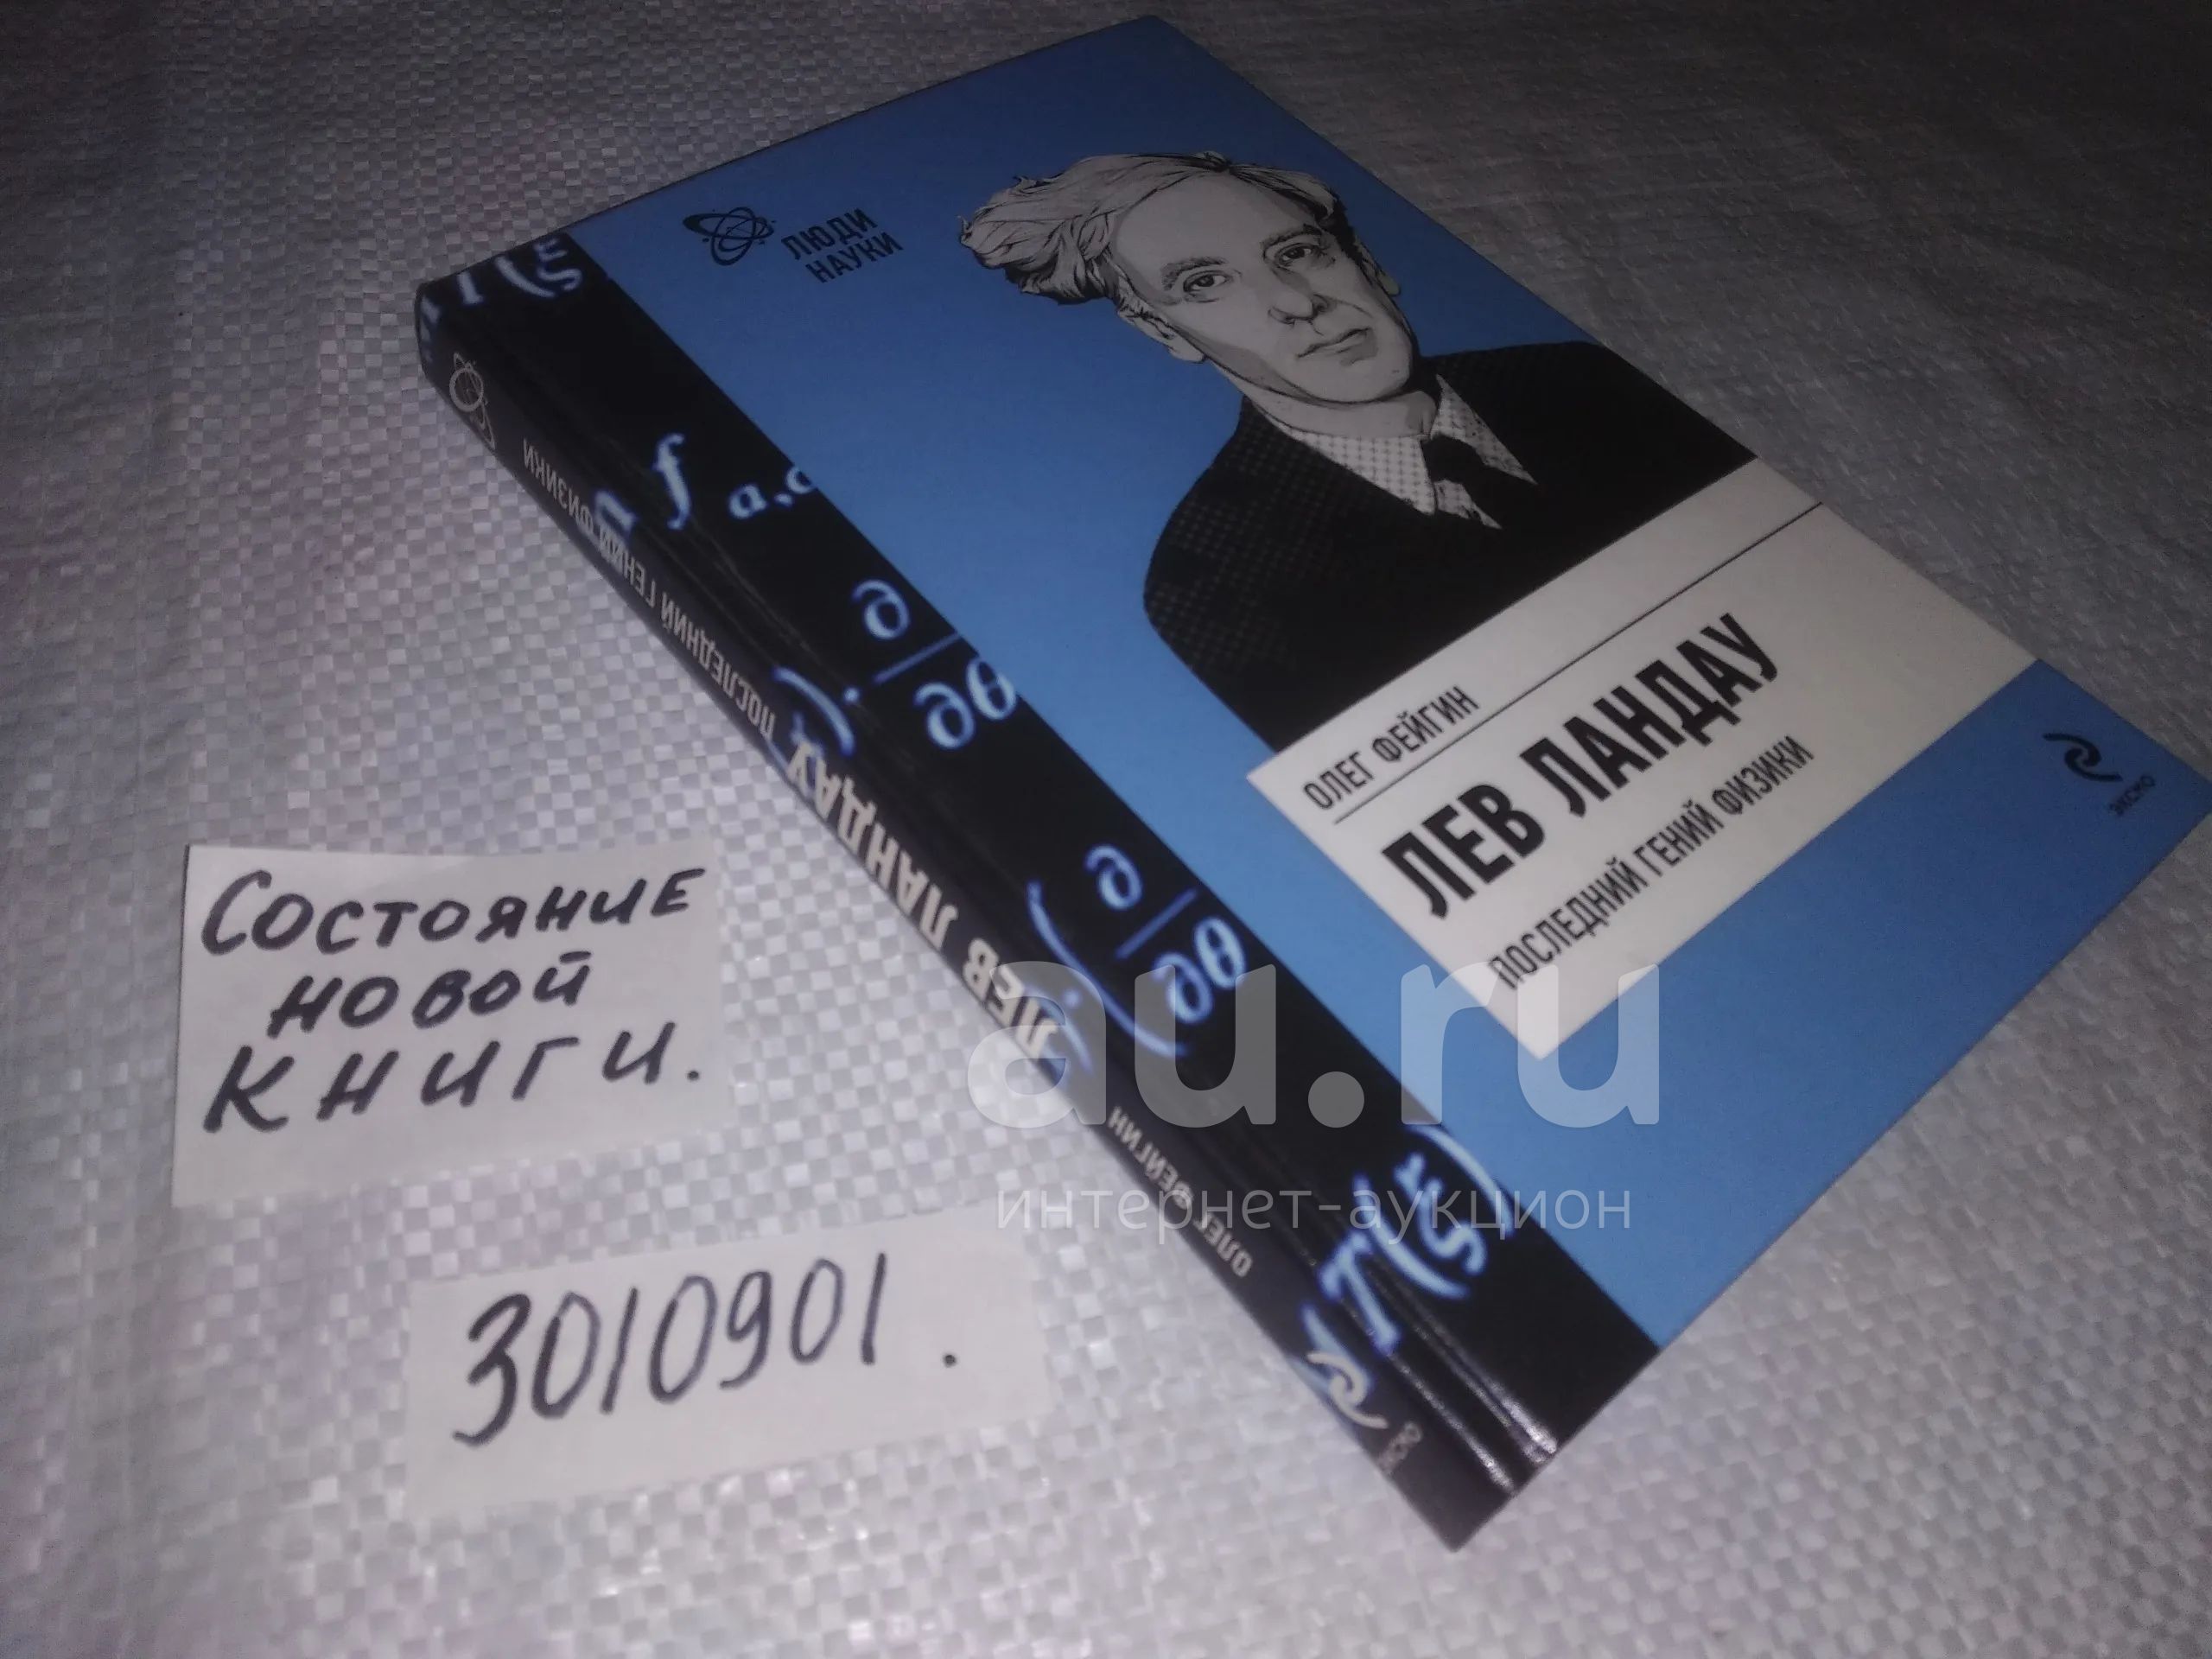 ЛЮДИ
НАУКИ
ОЛЕГ ФЕЙГИН
ЛЕВ ЛАНДАУ
ПОСЛЕДНИЙ ГЕНИЙ ФИЗИКИ
ЭКСМО
ОЛЕГ ФЕЙГИН
ЛЕВ ЛАНДАУ
ПОСЛЕДНИЙ ГЕНИЙ ФИЗИКИ
Состояние
новой
книги.
3010901.
au.ru
интернет-аукцион